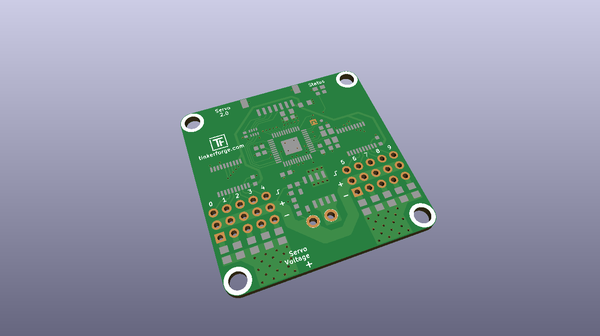 Servo
2.0
Status
TF
tinkerforge.com
0 1 2 3 4
5 6 7 8 9
+
-
+
-
Servo
Voltage
+